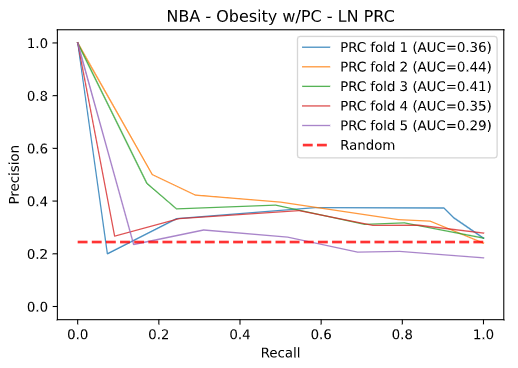 NBA - Obesity w/PC - LN PRC
PRC fold 1 (AUC=0.36)
PRC fold 2 (AUC=0.44)
PRC fold 3 (AUC=0.41)
PRC fold 4 (AUC=0.35)
PRC fold 5 (AUC=0.29)
Random
Precision
1.0
0.8
0.6
0.4
0.2
0.0
0.0 0.2 0.4 0.6 0.8 1.0
Recall